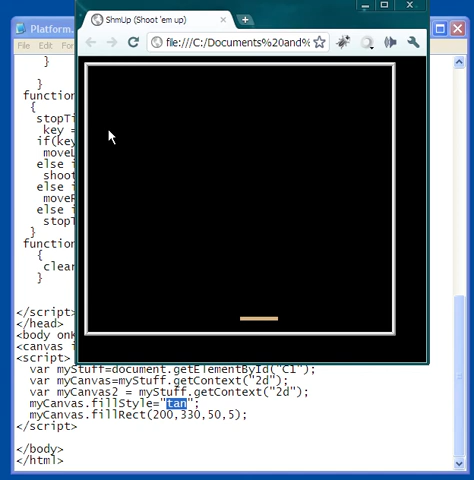 ShmUp (Shoot 'em up)
Platform.
file:///C:/Documents%20and%
File Edit
}
}
function
{
stopTi
key =
if(key
moveL
else i
shoot
else i
moveR
else i
stopT
}
function
{
clear
}
</script>
</head>
<body onk
<canvas i
<script>
var myStuff=document.getElementById("C1");
var myCanvas=myStuff.getContext("2d");
var myCanvas2 = myStuff.getContext("2d");
myCanvas.fillStyle="tan";
myCanvas.fillRect(200,330,50,5);
</script>
</body>
</html>